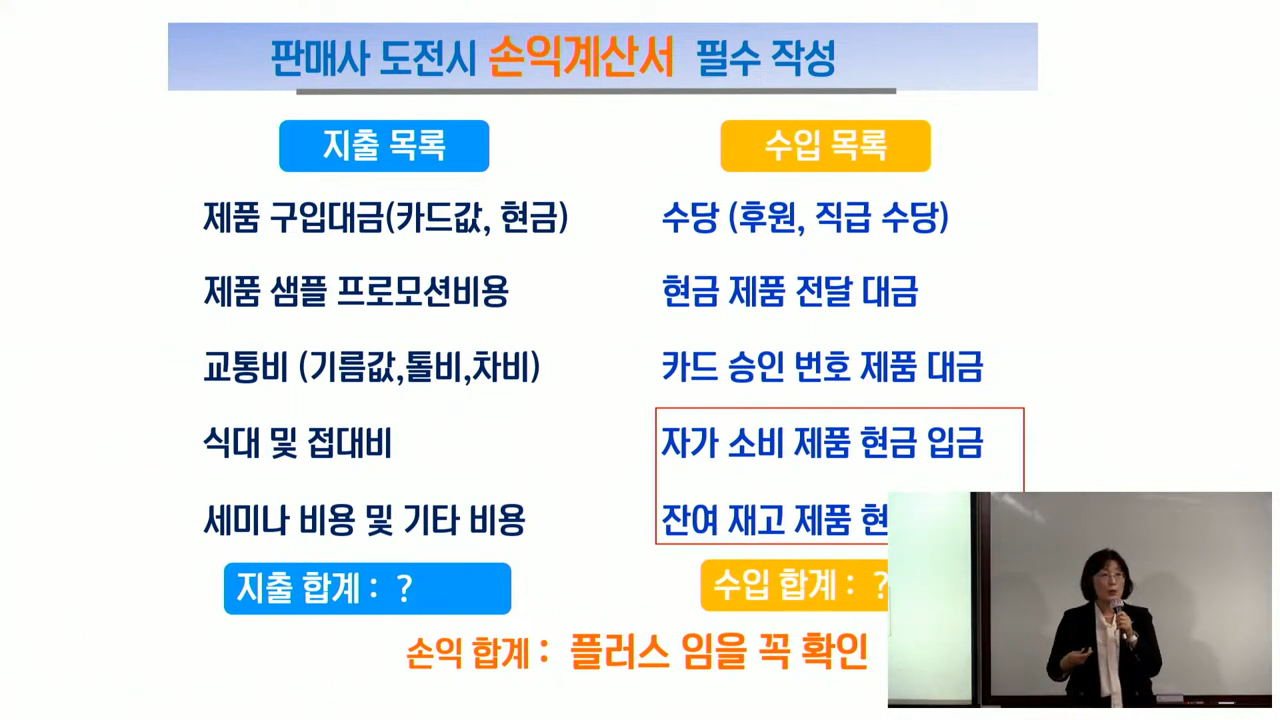 판매사 도전시 손익계산서 필수 작성
지출 목록
제품 구입대금(카드값, 현금)
제품 샘플 프로모션비용
교통비 (기름값,톨비,차비)
식대 및 접대비
세미나 비용 및 기타 비용
지출 합계 : ?
수입 목록
수당 (후원, 직급 수당)
현금 제품 전달 대금
카드 승인 번호 제품 대금
자가 소비 제품 현금 입금
잔여 재고 제품 현
수입 합계 : ?
손익 합계 : 플러스 임을 꼭 확인